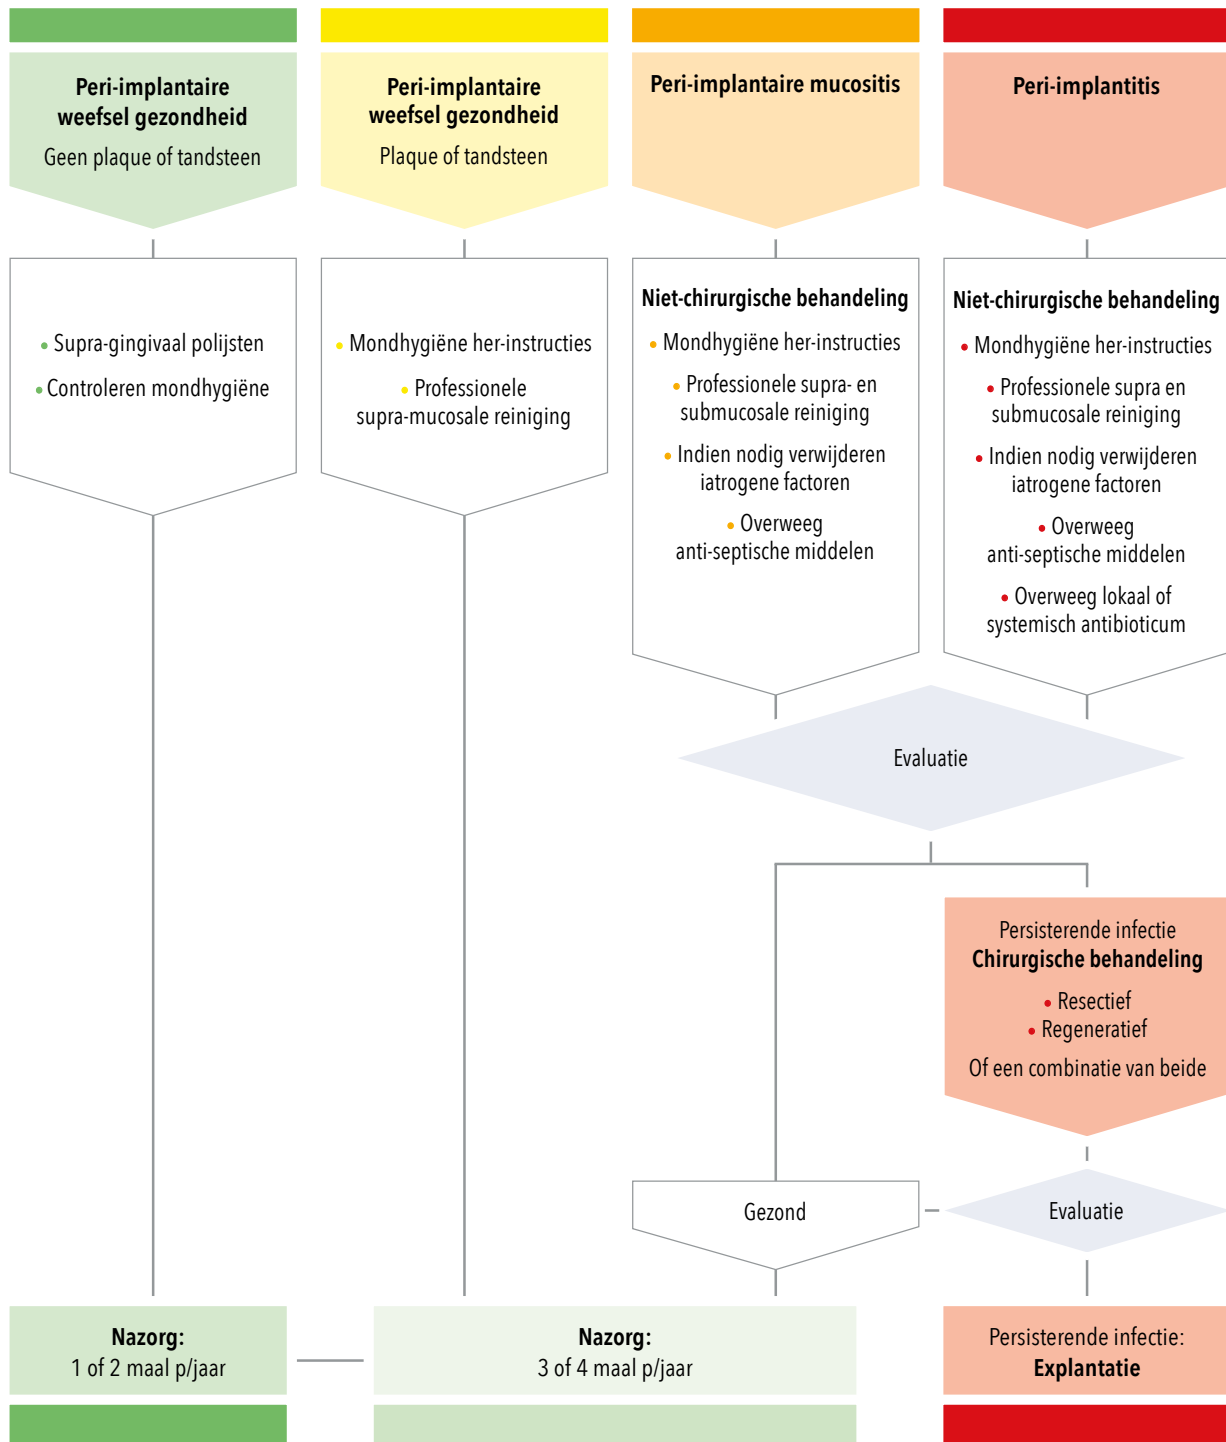 Peri-implantaire
weefsel gezondheid
Geen plaque of tandsteen
Peri-implantaire
weefsel gezondheid
Plaque of tandsteen
Peri-implantaire mucositis
Peri-implantitis
• Supra-gingivaal polijsten
• Controleren mondhygiëne
• Mondhygiëne her-instructies
• Professionele
supra-mucosale reiniging
Niet-chirurgische behandeling
• Mondhygiëne her-instructies
• Professionele supra- en
submucosale reiniging
• Indien nodig verwijderen
iatrogene factoren
• Overweeg
anti-septische middelen
Niet-chirurgische behandeling
• Mondhygiëne her-instructies
• Professionele supra en
submucosale reiniging
• Indien nodig verwijderen
iatrogene factoren
• Overweeg
anti-septische middelen
• Overweeg lokaal of
systemisch antibioticum
Evaluatie
Persisterende infectie
Chirurgische behandeling
• Resectief
• Regeneratief
Of een combinatie van beide
Gezond
Evaluatie
Nazorg:
1 of 2 maal p/jaar
Nazorg:
3 of 4 maal p/jaar
Persisterende infectie:
Explantatie